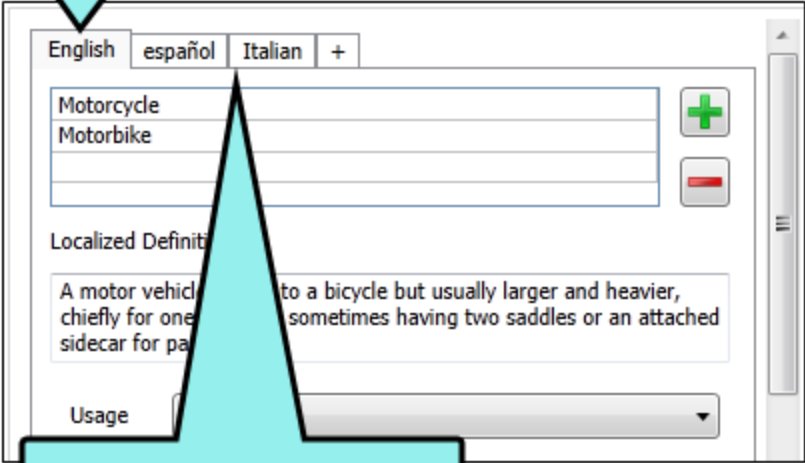 English español Italian +
Motorcycle
Motorbike
Localized Definiti
A motor vehicle to a bicycle but usually larger and heavier,
chiefly for one sometimes having two saddles or an attached
sidecar for pa
Usage